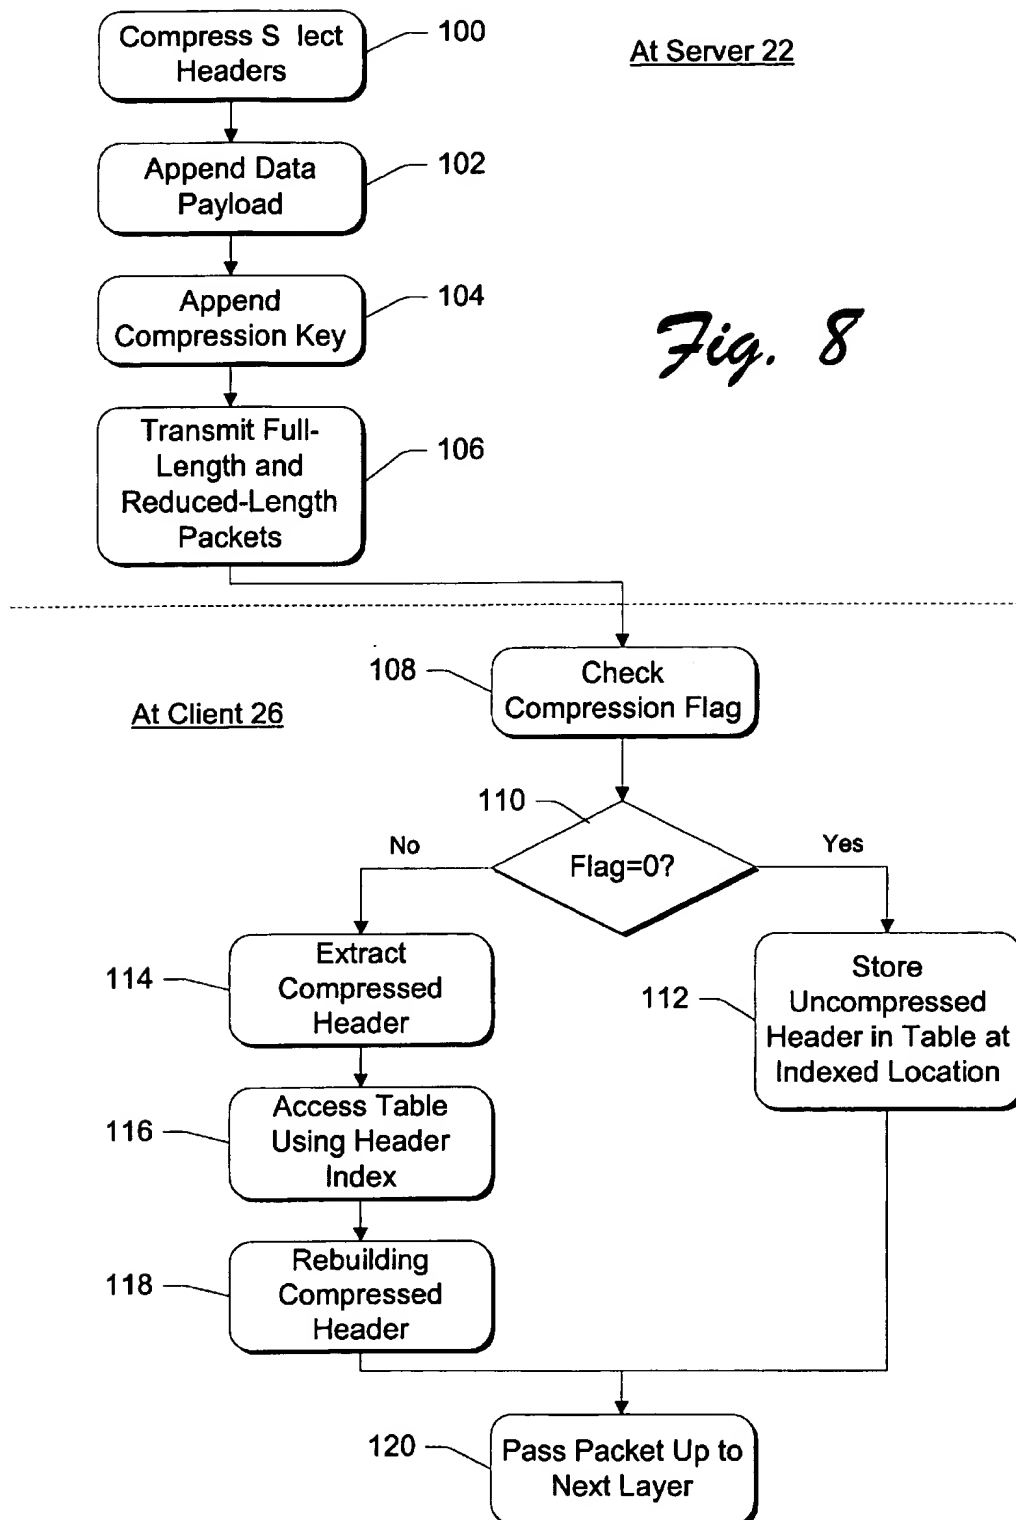 Compress S lect
Headers
100
At Server 22
Append Data
Payload
102
Append
Compression Key
104
Fig. 8
Transmit Full-
Length and
Reduced-Length
Packets
106
108
Check
Compression Flag
At Client 26
110
No
Flag=0?
Yes
114
Extract
Compressed
Header
112
Store
Uncompressed
Header in Table at
Indexed Location
116
Access Table
Using Header
Index
118
Rebuilding
Compressed
Header
120
Pass Packet Up to
Next Layer